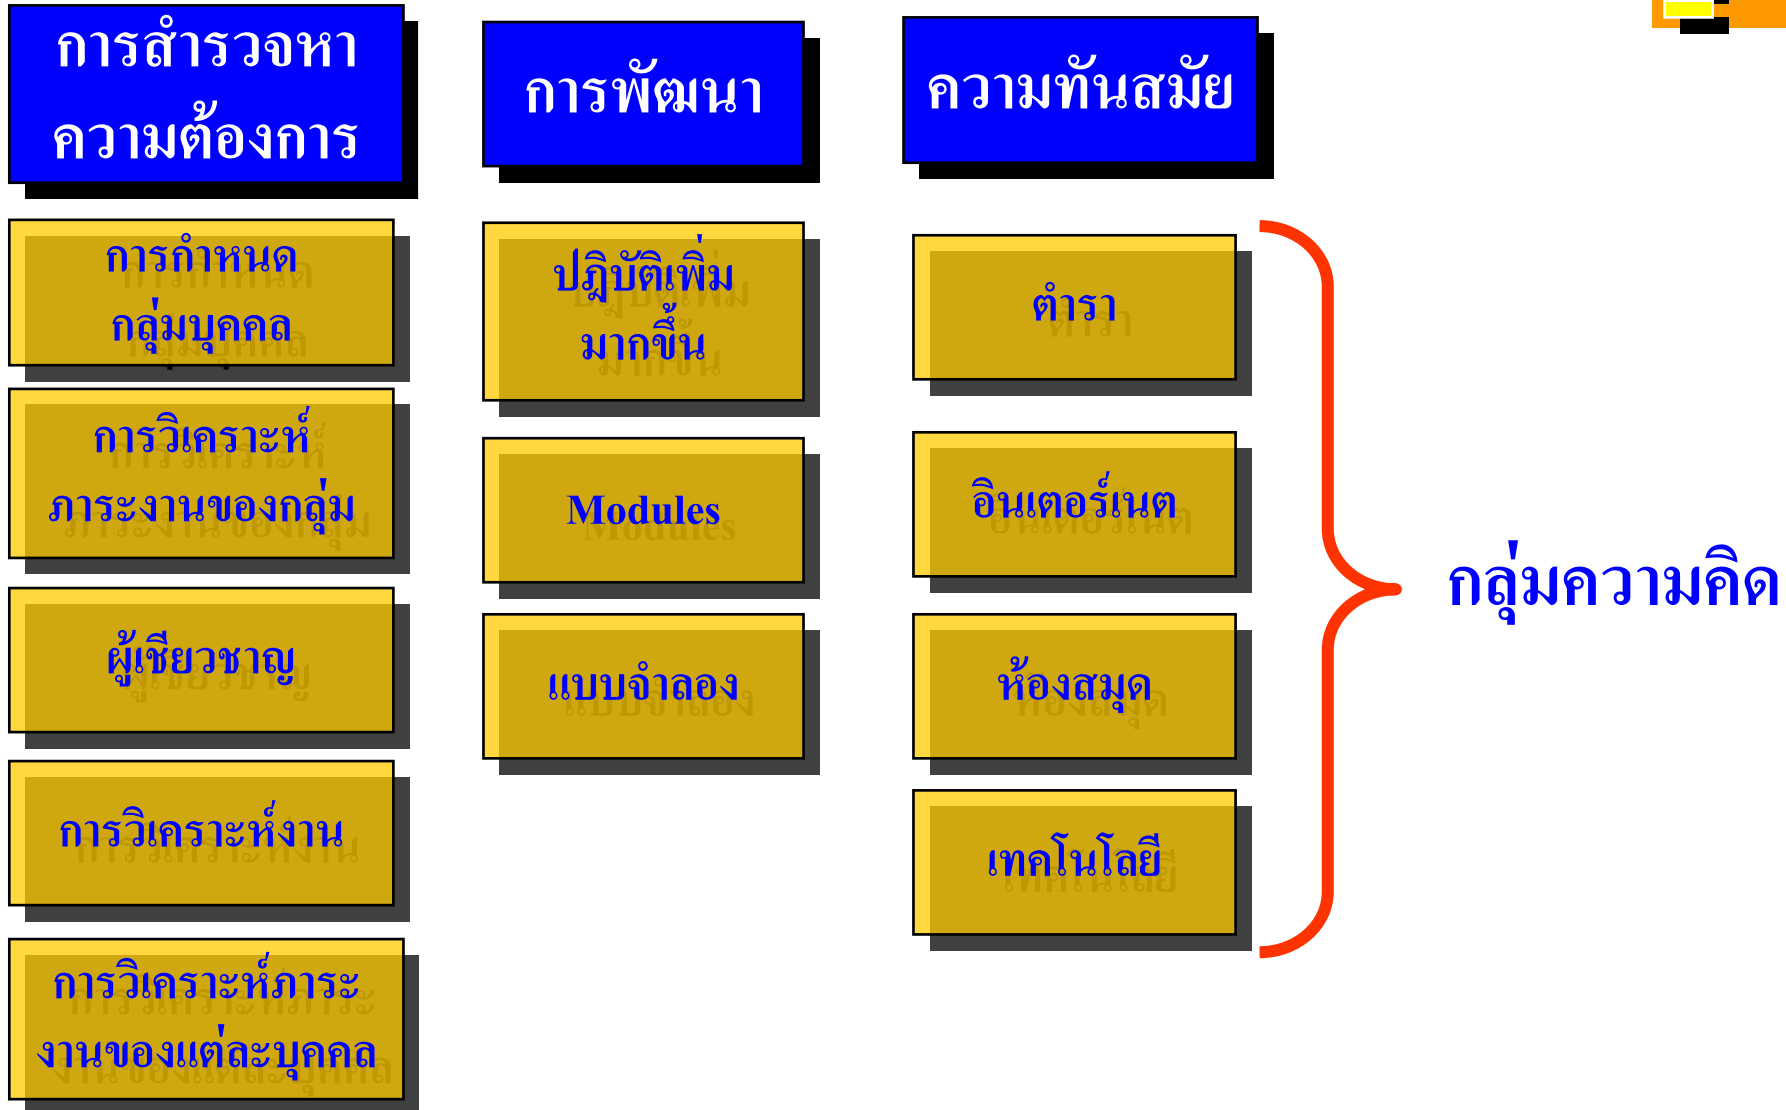 การสำรวจหา
ความต้องการ
การกำหนด
กลุ่มบุคคล
การวิเคราะห์
ภาระงานของกลุ่ม
ผู้เชียวชาญ
การวิเคราะห์งาน
การวิเคราะห์ภาระ
งานของแต่ละบุคคล
การพัฒนา
ปฎิบัติเพิ่ม
มากขึ้น
Modules
แบบจำลอง
ความทันสมัย
ตำรา
อินเตอร์เนต
ห้องสมุด
เทคโนโลยี
กลุ่มความคิด